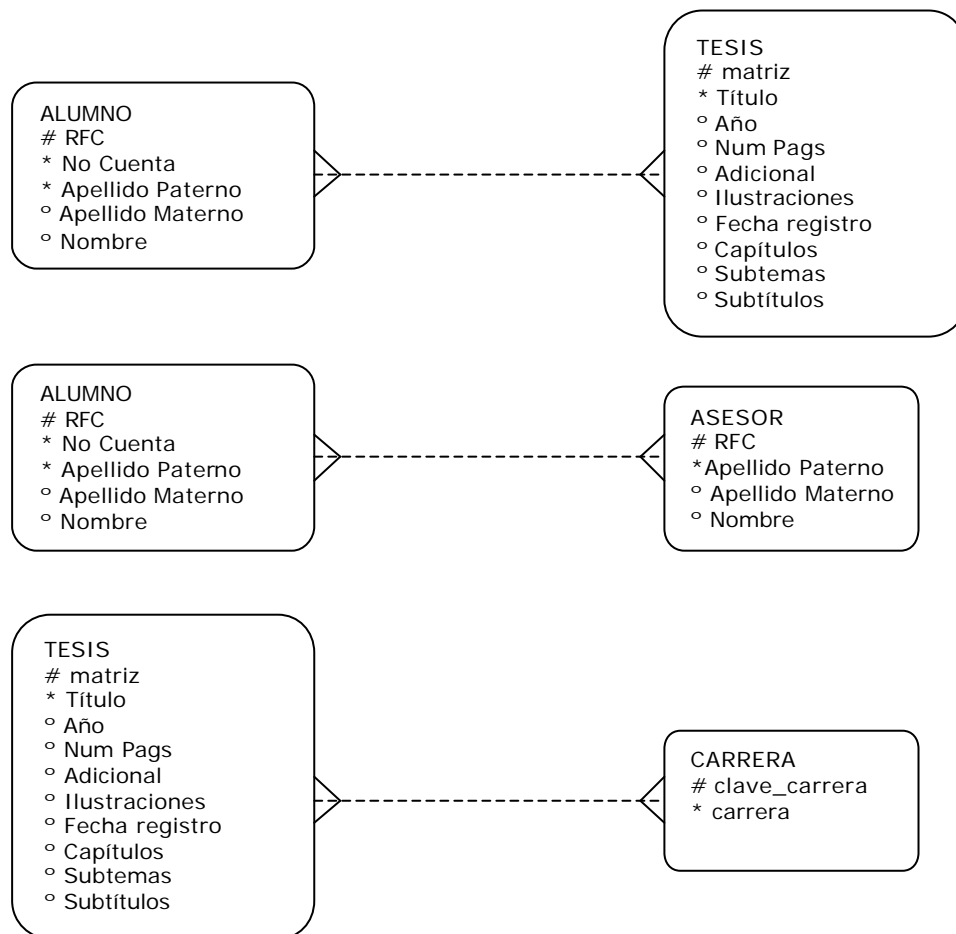 ALUMNO
# RFC
* No Cuenta
* Apellido Paterno
º Apellido Materno
º Nombre
TESIS
# matriz
* Título
º Año
º Num Pags
º Adicional
º Ilustraciones
º Fecha registro
º Capítulos
º Subtemas
º Subtítulos
ALUMNO
# RFC
* No Cuenta
* Apellido Paterno
º Apellido Materno
º Nombre
ASESOR
# RFC
*Apellido Paterno
º Apellido Materno
º Nombre
TESIS
# matriz
* Título
º Año
º Num Pags
º Adicional
º Ilustraciones
º Fecha registro
º Capítulos
º Subtemas
º Subtítulos
CARRERA
# clave_carrera
* carrera